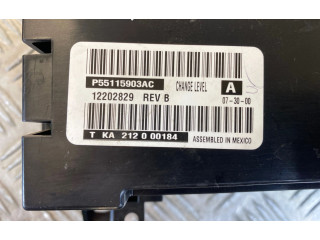 P55115903AC CHANGE LEVEL A
12202829 REV B 07-30-00
T KA 212 0 00184 ASSEMBLED IN MEXICO